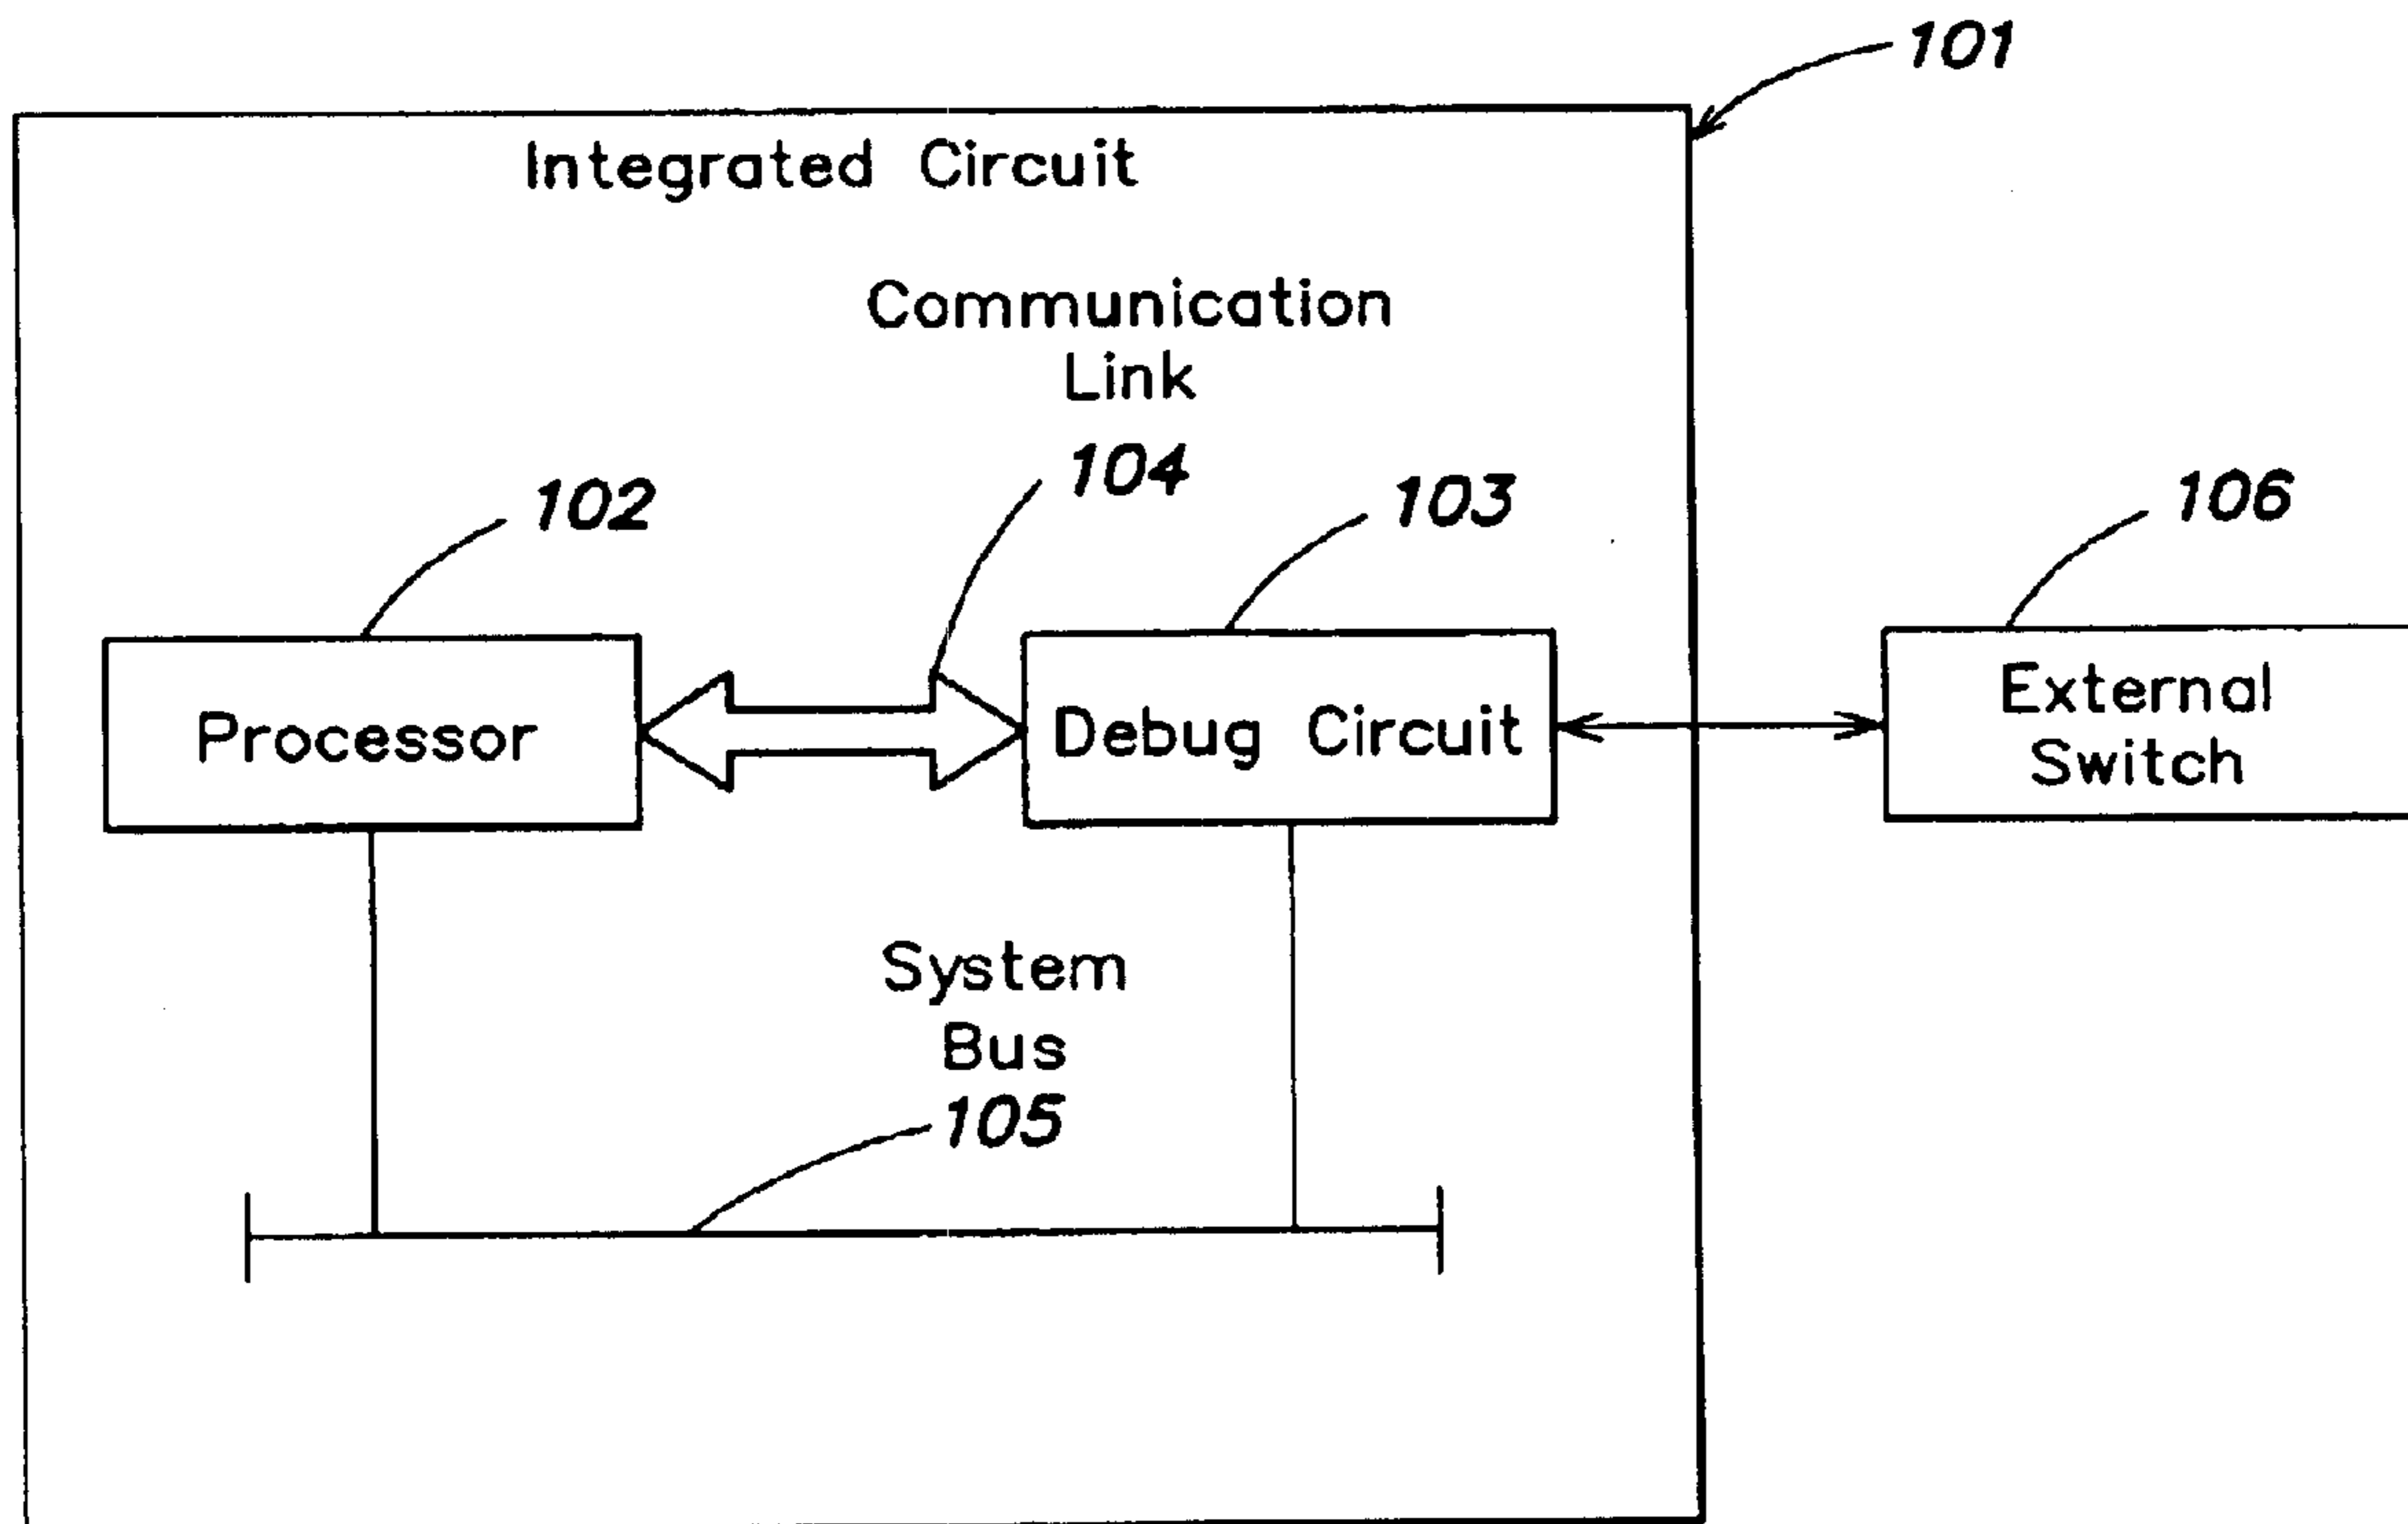 101
Integrated Circuit
Communication
Link
104
102
103
106
Processor
Debug Circuit
External
Switch
System
Bus
105